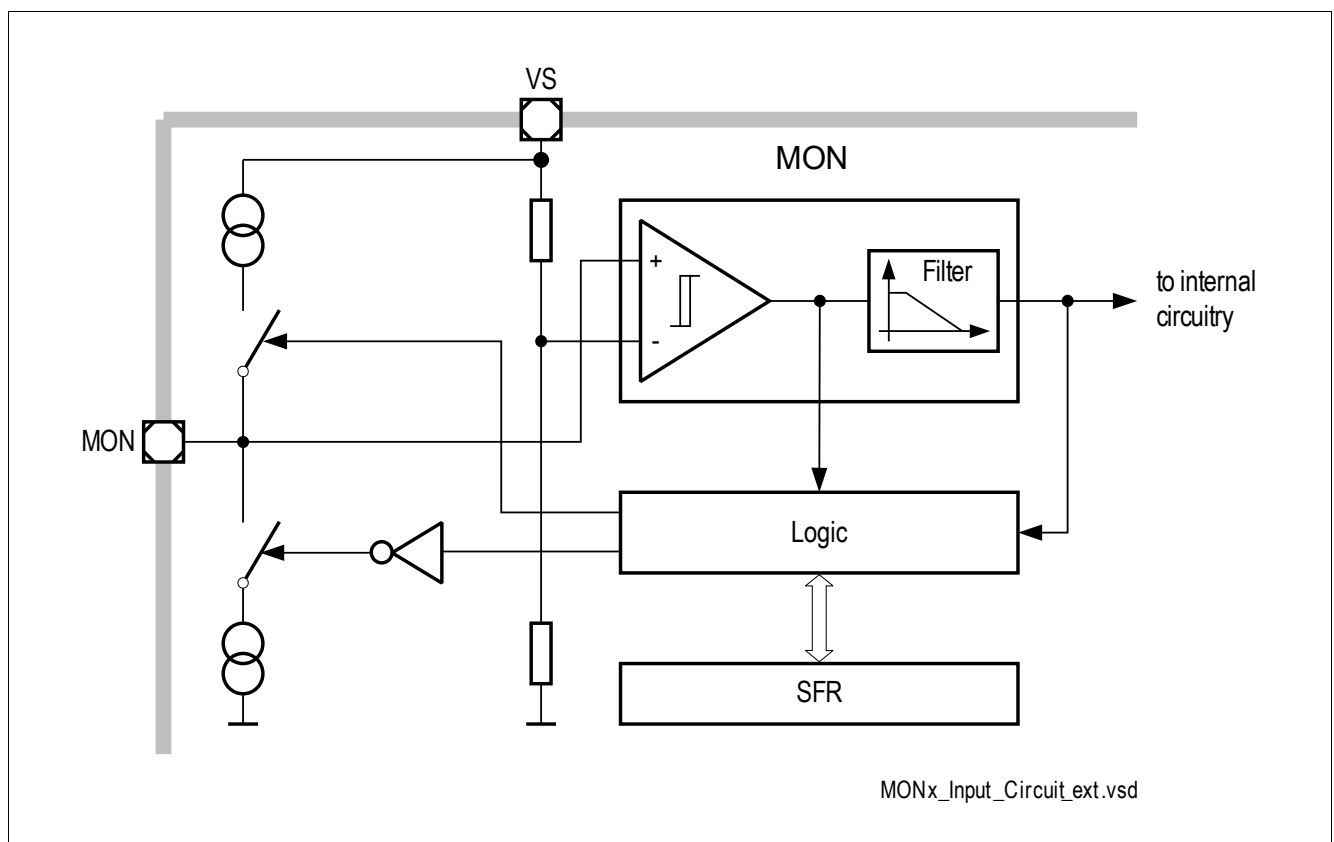 VS
MON
+
Filter
to internal
circuitry
-
MON
Logic
SFR
MONx_Input_Circuit_ext.vsd